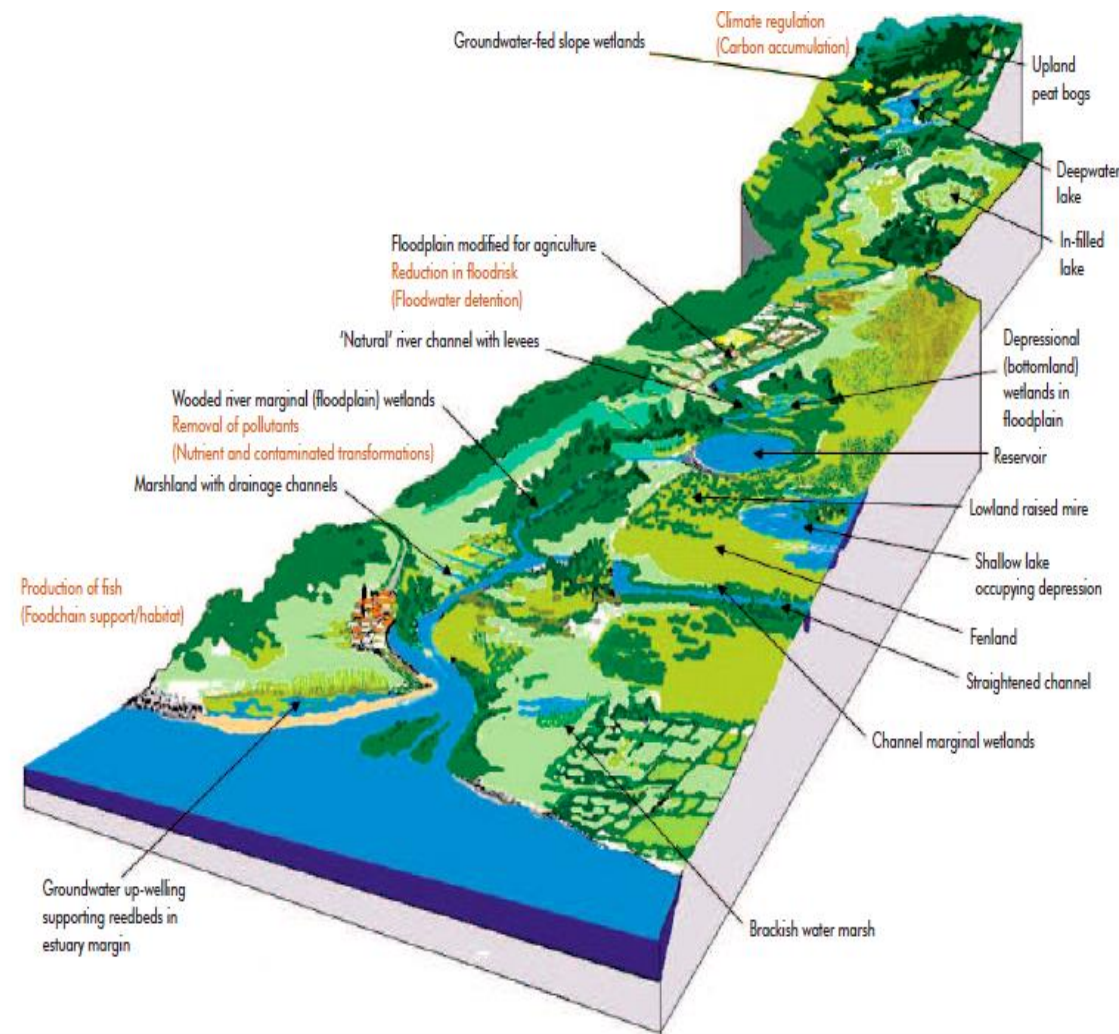 Climate regulation
(Carbon accumulation)
Groundwater-fed slope wetlands
Upland
peat bogs
Deepwater
lake
In-filled
lake
Floodplain modified for agriculture
Reduction in floodrisk
(Floodwater detention)
'Natural' river channel with levees
Depressional
(bottomland)
wetlands in
floodplain
Wooded river marginal (floodplain) wetlands
Removal of pollutants
(Nutrient and contaminated transformations)
Marshland with drainage channels
Reservoir
Lowland raised mire
Shallow lake
occupying depression
Production of fish
(Foodchain support/habitat)
Fenland
Straightened channel
Channel marginal wetlands
Groundwater up-welling
supporting reedbeds in
estuary margin
Brackish water marsh